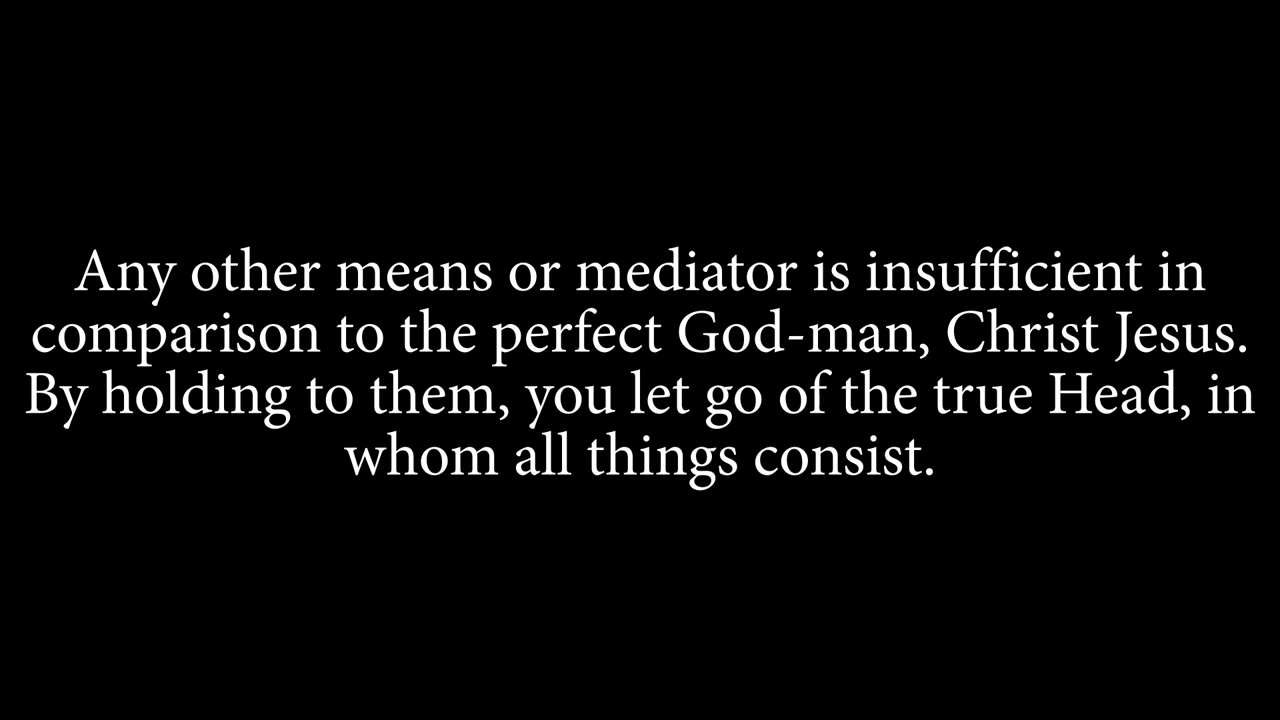 Any other means or mediator is insufficient in
comparison to the perfect God-man, Christ Jesus.
By holding to them, you let go of the true Head, in
whom all things consist.